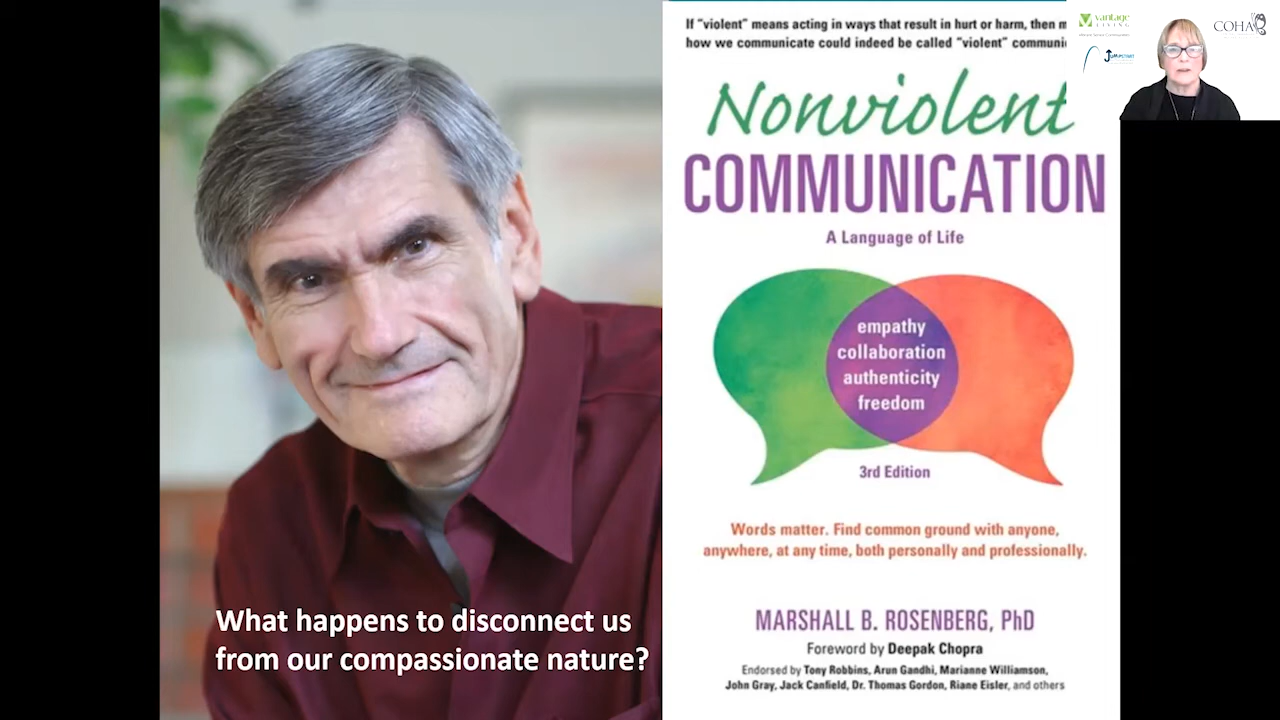 If “violent” means acting in ways that result in hurt or harm, then m
how we communicate could indeed be called “violent” communi
Nonviolent
COMMUNICATION
A Language of Life
empathy
collaboration
authenticity
freedom
3rd Edition
Words matter. Find common ground with anyone,
anywhere, at any time, both personally and professionally.
MARSHALL B. ROSENBERG, PhD
Foreword by Deepak Chopra
Endorsed by Tony Robbins, Arun Gandhi, Marianne Williamson,
John Gray, Jack Canfield, Dr. Thomas Gordon, Riane Eisler, and others
What happens to disconnect us
from our compassionate nature?
vantage
LIVING
COHA